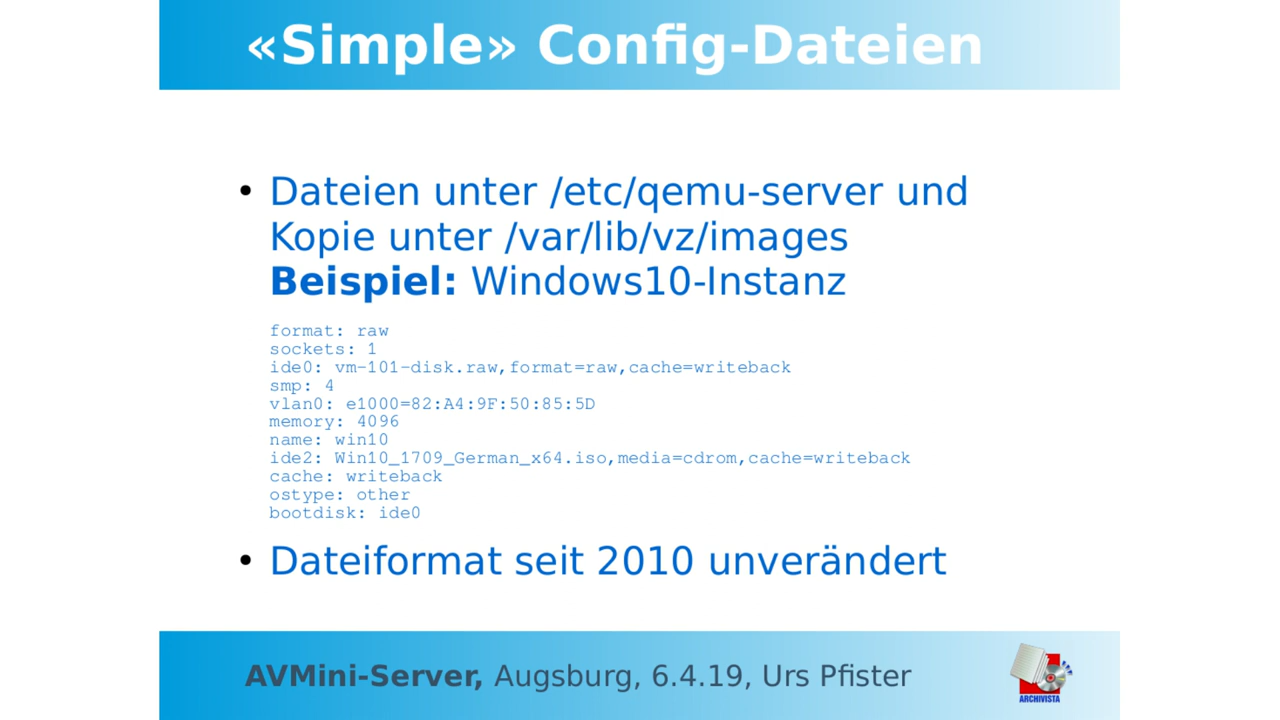 «Simple» Config-Dateien
• Dateien unter /etc/qemu-server und
Kopie unter /var/lib/vz/images
Beispiel: Windows10-Instanz
format: raw
sockets: 1
ide0: vm-101-disk.raw,format=raw,cache=writeback
smp: 4
vlan0: e1000=82:A4:9F:50:85:5D
memory: 4096
name: win10
ide2: Win10_1709_German_x64.iso,media=cdrom,cache=writeback
cache: writeback
ostype: other
bootdisk: ide0
• Dateiformat seit 2010 unverändert
AVMini-Server, Augsburg, 6.4.19, Urs Pfister
ARCHIVISTA